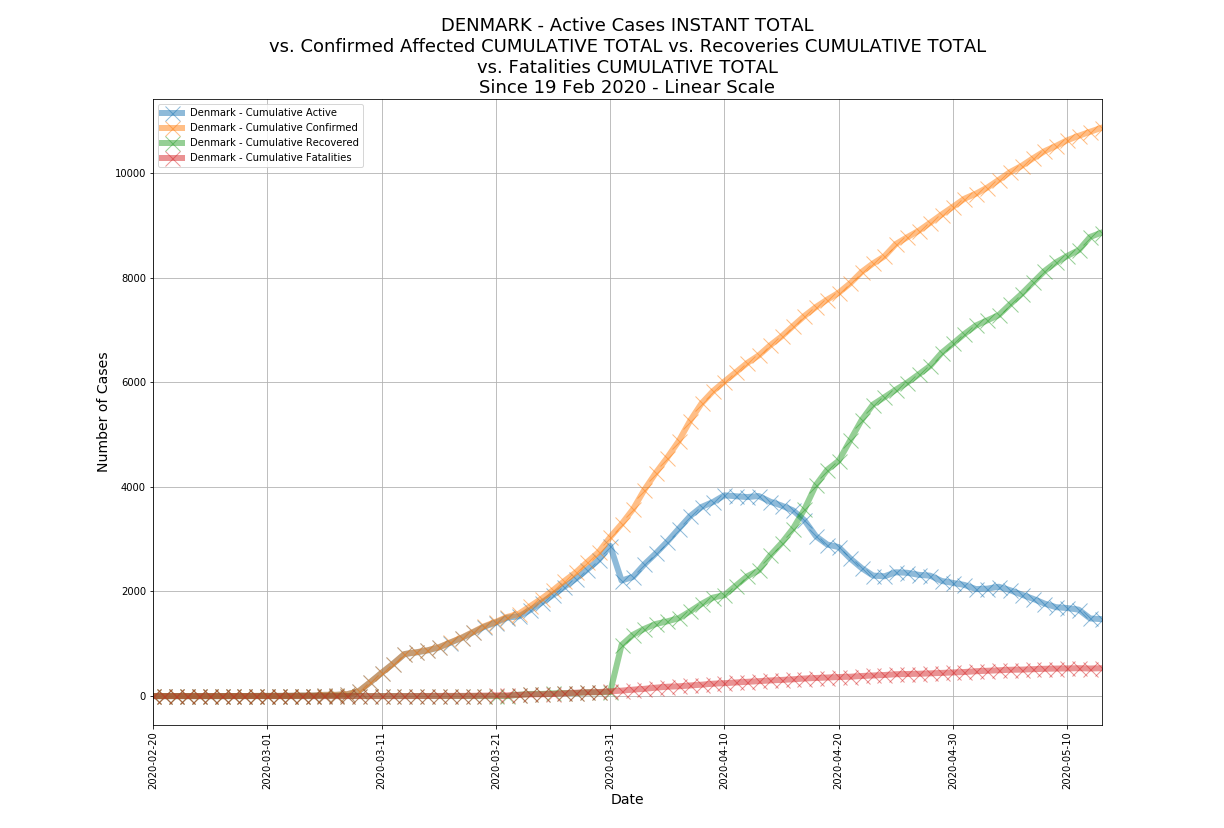 DENMARK - Active Cases INSTANT TOTAL
vs. Confirmed Affected CUMULATIVE TOTAL vs. Recoveries CUMULATIVE TOTAL
vs. Fatalities CUMULATIVE TOTAL
Since 19 Feb 2020 - Linear Scale
Denmark - Cumulative Active
Denmark - Cumulative Confirmed
Denmark - Cumulative Recovered
Denmark - Cumulative Fatalities
Number of Cases
10000
8000
6000
4000
2000
0
2020-02-20
2020-03-01
2020-03-11
2020-03-21
2020-03-31
2020-04-10
2020-04-20
2020-04-30
2020-05-10
Date